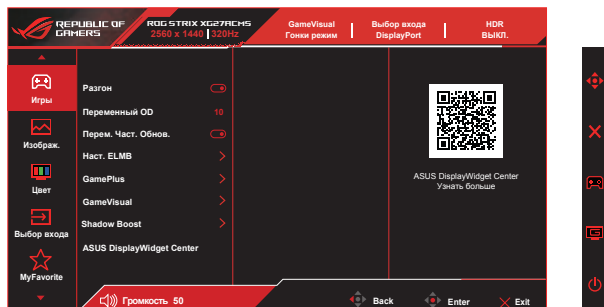 REPUBLIC OF
GAMERS
ROG STRIX XG27ACMS
2560 x 1440 320Hz
GameVisual
Гонки режим
Выбор входа
DisplayPort
HDR
ВЫКЛ.
Игры
Изображ.
Цвет
Выбор входа
MyFavorite
Разгон
Переменный OD 10
Перем. Част. Обнов.
Наст. ELMB
GamePlus
GameVisual
Shadow Boost
ASUS DisplayWidget Center
ASUS DisplayWidget Center
Узнать больше
Громкость 50
Back
Enter
Exit